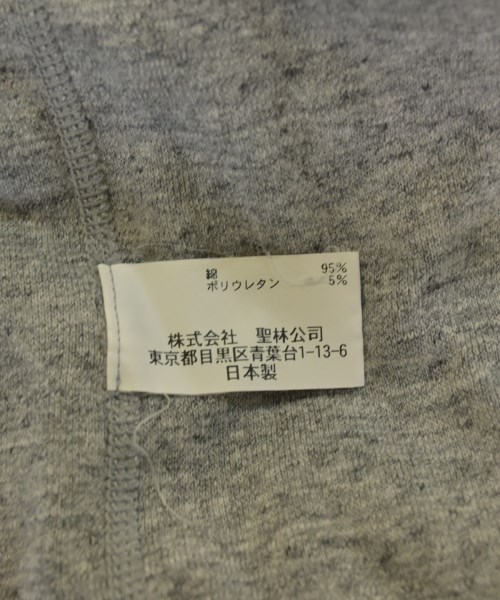 綿 95%
ポリウレタン 5%
株式会社 聖林公司
東京都目黒区青葉台1-13-6
日本製